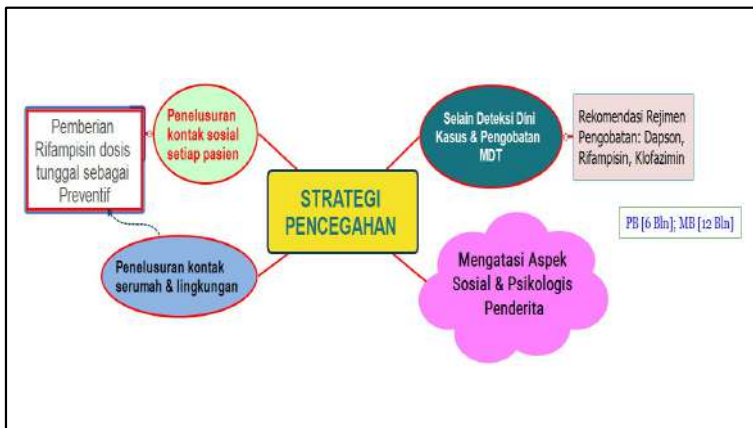 Pemberian
Rifampisin dosis
tunggal sebagai
Preventif
Penelusuran
kontak sosial
setiap pasien
Selain Deteksi Dini
Kasus & Pengobatan
MDT
Rekomendasi Rejimen
Pengobatan: Dapson,
Rifampisin, Klofazimin
STRATEGI
PENCEGAHAN
PB [6 Bln]; MB [12 Bln]
Penelusuran kontak
serumah & lingkungan
Mengatasi Aspek
Sosial & Psikologis
Penderita